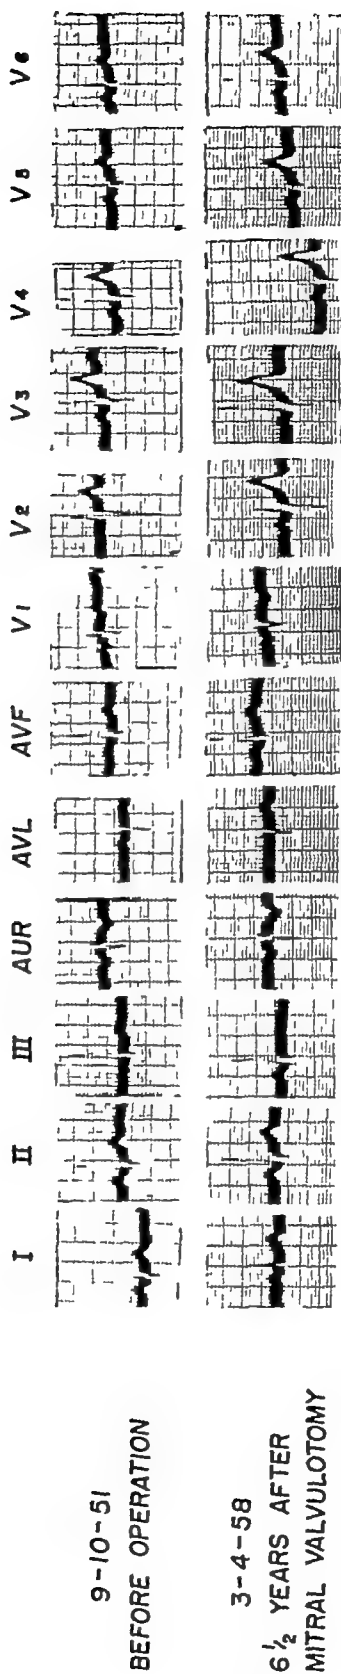 I II III AUR AVL AVF V1 V2 V3 V4 V5 V6
9-10-51
BEFORE OPERATION
3-4-58
6½ YEARS AFTER
MITRAL VALVULOTOMY